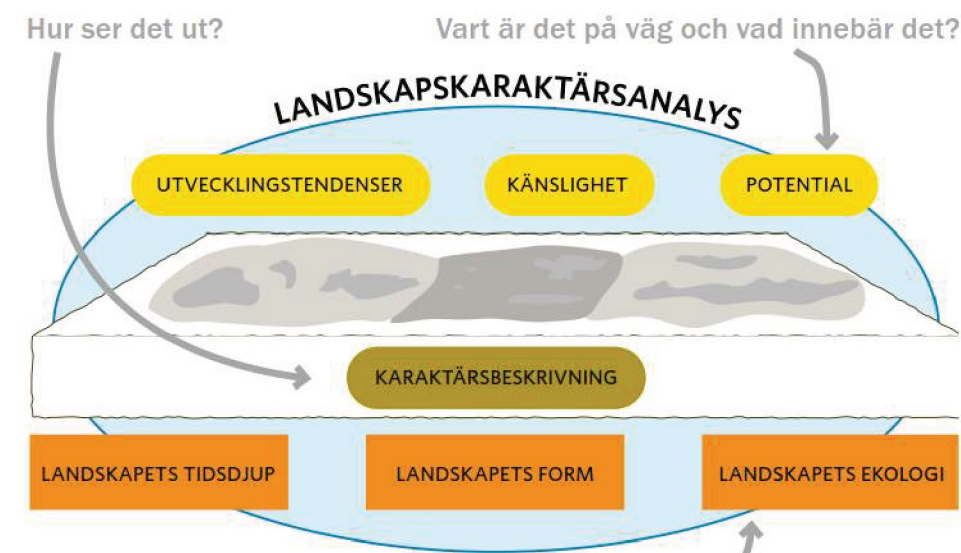 Hur ser det ut?
Vart är det på väg och vad innebär det?
LANDSKAPSKARAKTÄRSANALYS
UTVECKLINGSTENDENSER
KÄNSLIGHET
POTENTIAL
KARAKTÄRSBESKRIVNING
LANDSKAPETS TIDSDJUP
LANDSKAPETS FORM
LANDSKAPETS EKOLOGI